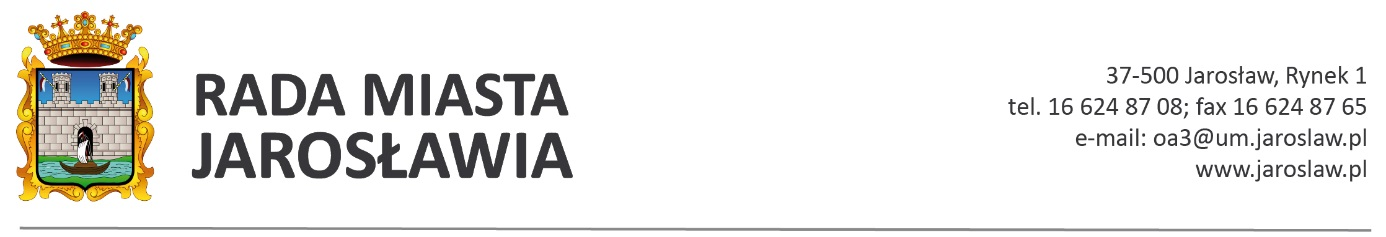 RADA MIASTA
JAROSŁAWIA
37-500 Jarosław, Rynek 1
tel. 16 624 87 08; fax 16 624 87 65
e-mail: oa3@um.jaroslaw.pl
www.jaroslaw.pl